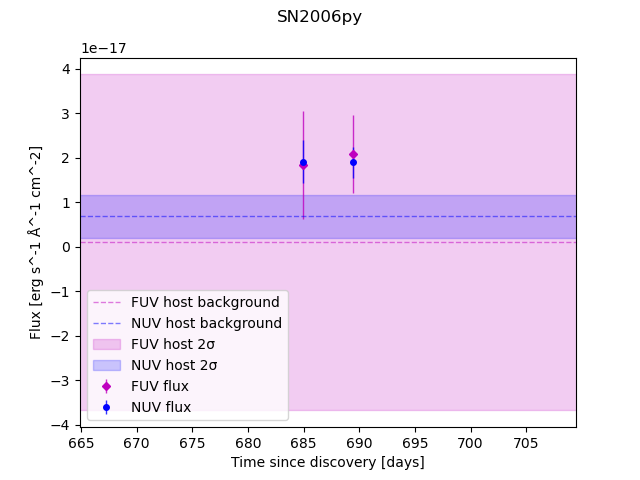 SN2006py
1e−17
4
3
2
1
0
−1
−2
−3
−4
Flux [erg s^-1 Å^-1 cm^-2]
FUV host background
NUV host background
FUV host 2σ
NUV host 2σ
FUV flux
NUV flux
665 670 675 680 685 690 695 700 705
Time since discovery [days]